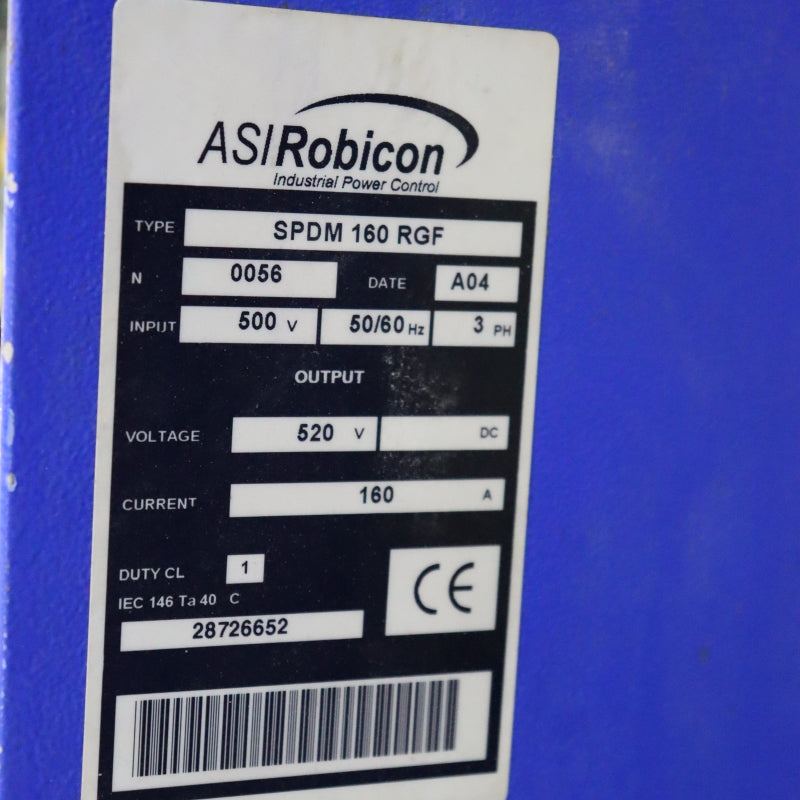 ASIRobicon
Industrial Power Control
TYPE SPDM 160 RGF
N 0056 DATE A04
INPUT 500 V 50/60 Hz 3 PH
OUTPUT
VOLTAGE 520 V DC
CURRENT 160 A
DUTY CL 1
IEC 146 Ta 40 C
CE
28726652